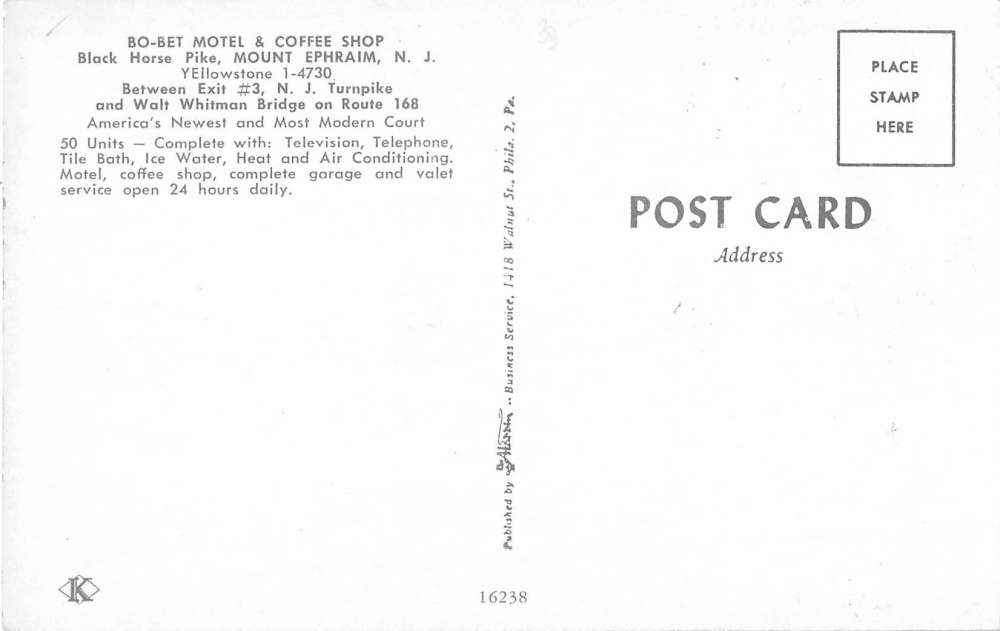 BO-BET MOTEL & COFFEE SHOP
Black Horse Pike, MOUNT EPHRAIM, N. J.
YEllowstone 1-4730
Between Exit #3, N. J. Turnpike
and Walt Whitman Bridge on Route 168
America's Newest and Most Modern Court
50 Units — Complete with: Television, Telephone,
Tile Bath, Ice Water, Heat and Air Conditioning.
Motel, coffee shop, complete garage and valet
service open 24 hours daily.
Published by Aladdin .. Business Service, 1418 Walnut St., Phila. 2, Pa.
PLACE
STAMP
HERE
POST CARD
Address
K
16238